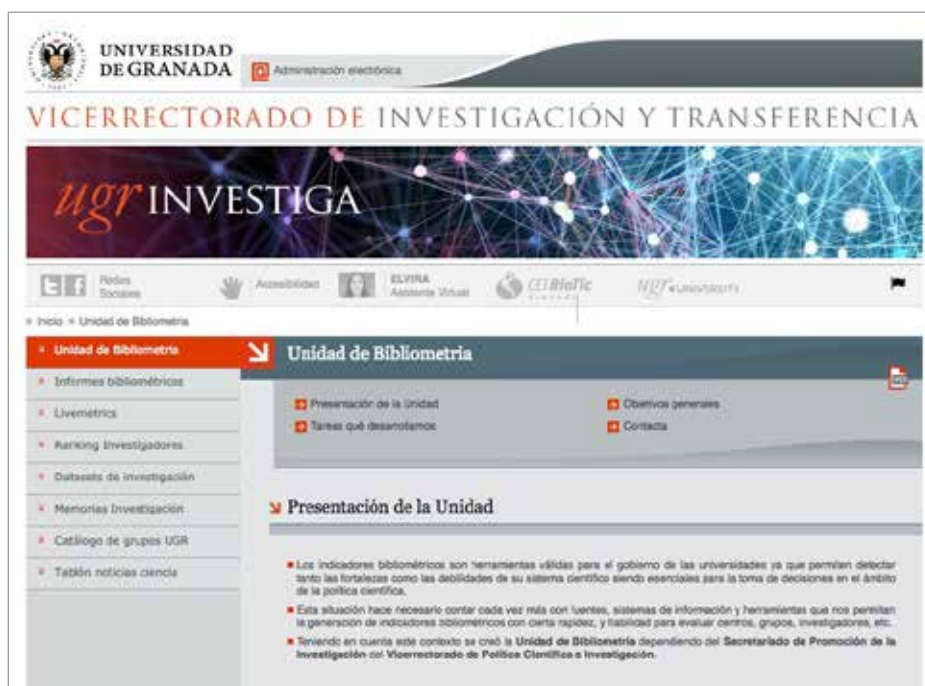 UNIVERSIDAD
DE GRANADA
Administración electrónica
VICERRECTORADO DE INVESTIGACIÓN Y TRANSFERENCIA
ugr INVESTIGA
Redes
Sociales
Accesibilidad
ELVIRA
Asistente Virtual
CEI BioTic
GRANADA
ugr UNIVERSITY
Inicio » Unidad de Bibliometría
Unidad de Bibliometría
Informes bibliométricos
Livemetrics
Ranking Investigadores
Datasets de investigación
Memorias Investigación
Catálogo de grupos UGR
Tablón noticias ciencia
Unidad de Bibliometría
Presentación de la Unidad
Objetivos generales
Tareas qué desarrollamos
Contacta
Presentación de la Unidad
Los indicadores bibliométricos son herramientas válidas para el gobierno de las universidades ya que permiten detectar
tanto las fortalezas como las debilidades de su sistema científico siendo esenciales para la toma de decisiones en el ámbito
de la política científica.
Esta situación hace necesario contar cada vez más con fuentes, sistemas de información y herramientas que nos permitan
la generación de indicadores bibliométricos con cierta rapidez, y fiabilidad para evaluar centros, grupos, investigadores, etc.
Teniendo en cuenta este contexto se creó la Unidad de Bibliometría dependiendo del Secretariado de Promoción de la
Investigación del Vicerrectorado de Política Científica e Investigación.